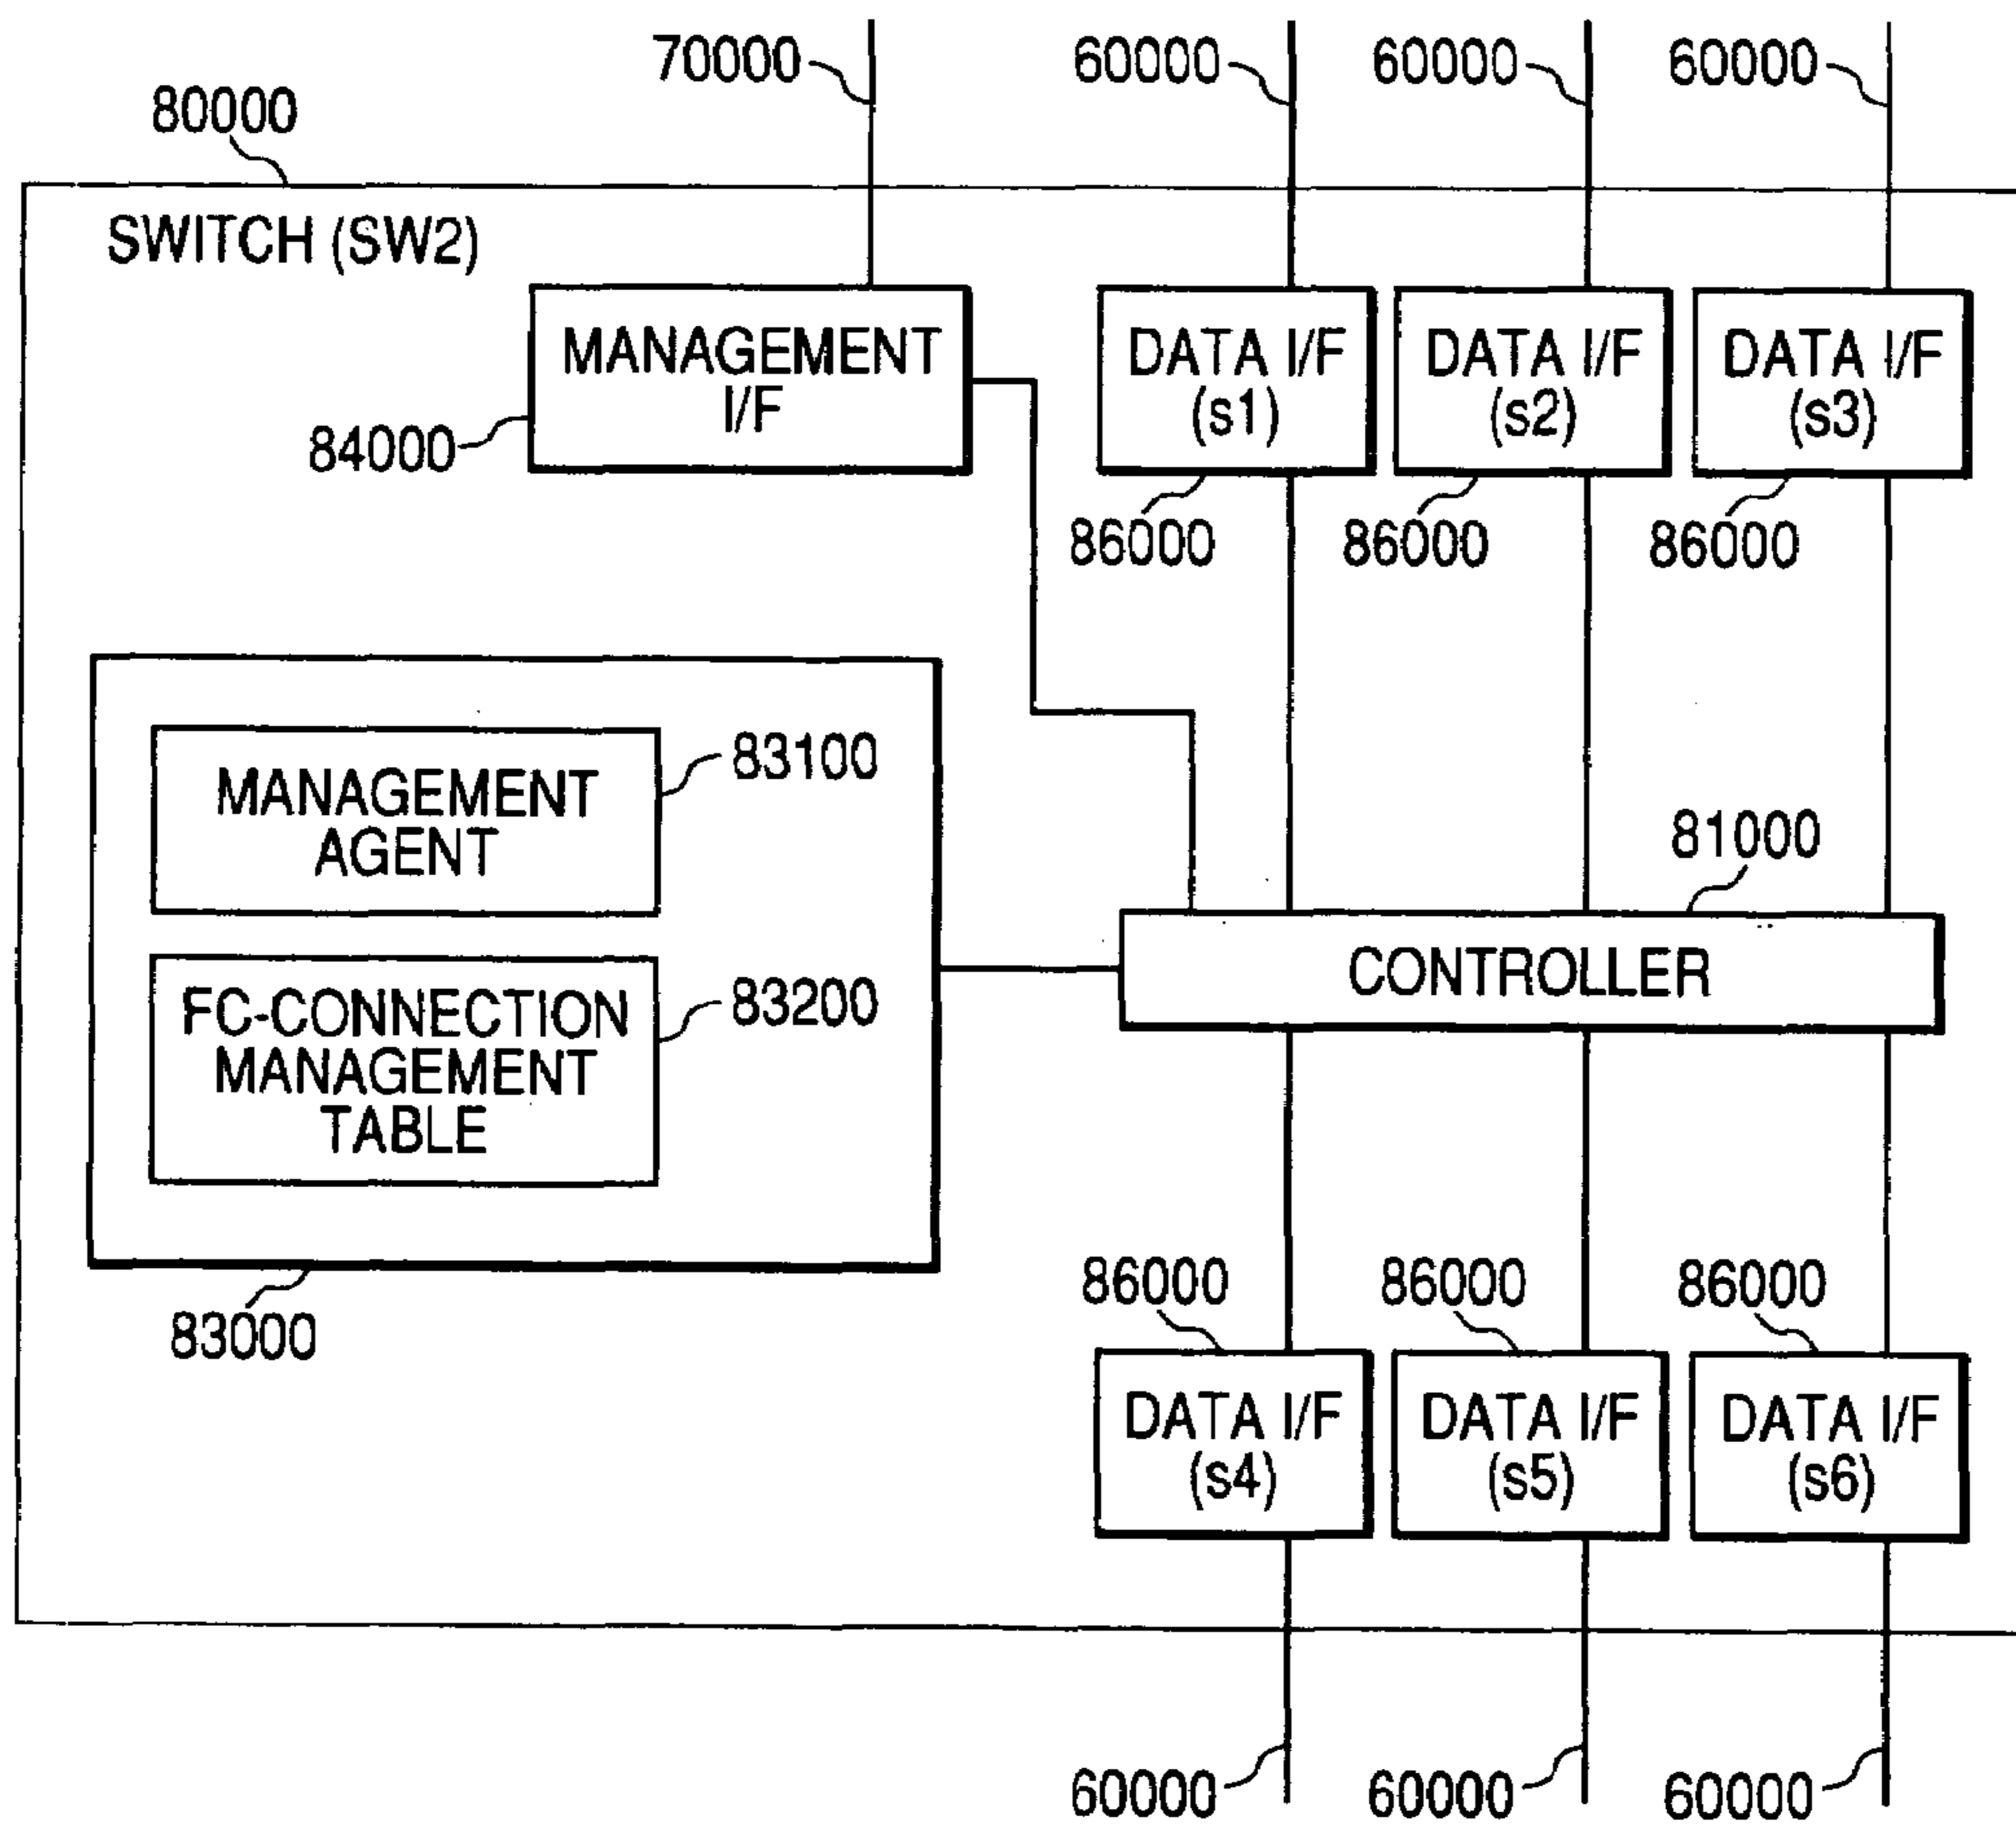 70000
60000
60000
60000
80000
SWITCH (SW2)
MANAGEMENT
I/F
84000
DATA I/F
(s1)
DATA I/F
(s2)
DATA I/F
(s3)
86000
86000
86000
MANAGEMENT
AGENT
83100
81000
FC-CONNECTION
MANAGEMENT
TABLE
83200
CONTROLLER
83000
86000
86000
86000
DATA I/F
(s4)
DATA I/F
(s5)
DATA I/F
(s6)
60000
60000
60000